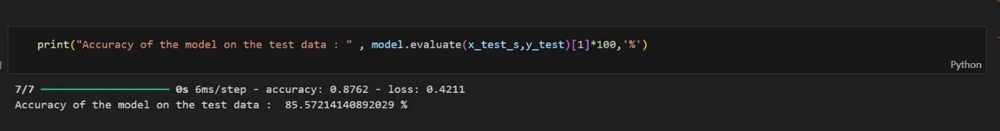 print("Accuracy of the model on the test data : " , model.evaluate(x_test_s,y_test)[1]*100,'%')
Python
7/7 ━━━━━━━━━━━━━━━━━━━━ 0s 6ms/step - accuracy: 0.8762 - loss: 0.4211
Accuracy of the model on the test data :  85.57214140892029 %